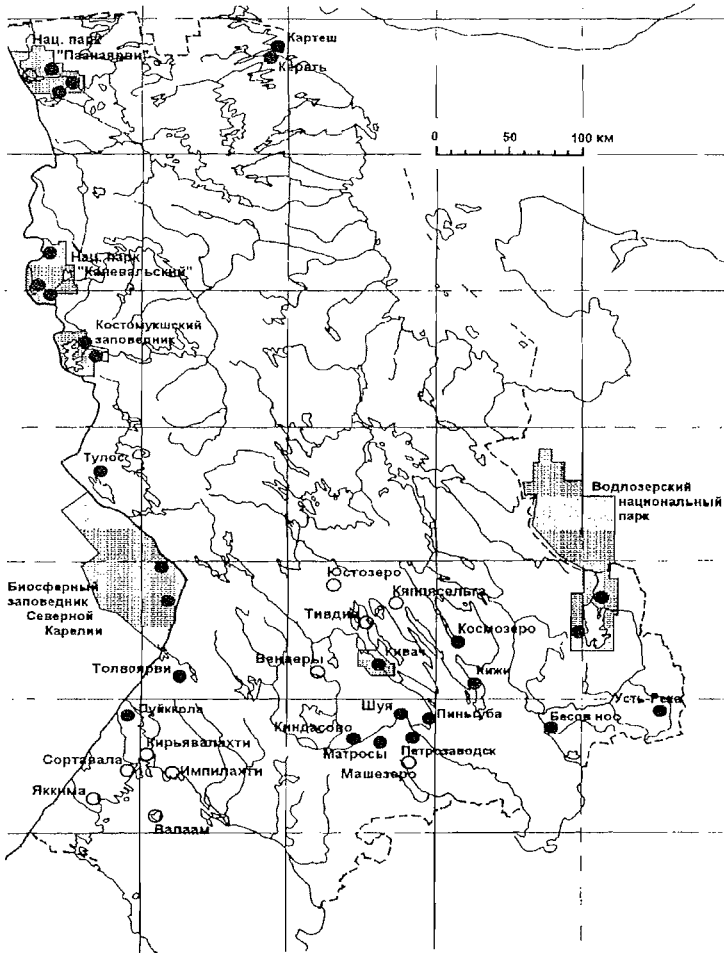 Нац. парк
"Паанаярви"
Картеш
Кереть
0 50 100 км
Нац. парк
"Калевальский"
Костомукшский
заповедник
Тулос
Водлозерский
национальный
парк
Биосферный
заповедник
Северной
Карелии
Юстозеро
Кяппясельга
Тивдия
Космозеро
Вендеры
Кивач
Толвоярви
Кижи
Шуя
Пиньгуба
Усть-Река
Бесов нос
Киндасово
Матросы
Петрозаводск
Машезеро
Кирьявалахти
Сортавала
Импилахти
Яккима
Валаам